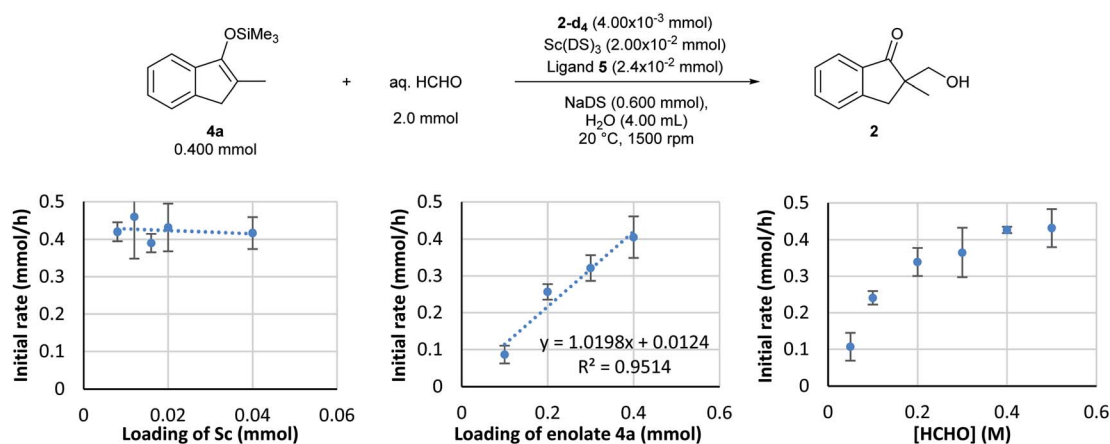 OSiMe3
4a
0.400 mmol
+
aq. HCHO
2.0 mmol
2-d4 (4.00x10-3 mmol)
Sc(DS)3 (2.00x10-2 mmol)
Ligand 5 (2.4x10-2 mmol)
NaDS (0.600 mmol),
H2O (4.00 mL)
20 °C, 1500 rpm
O
OH
2
Initial rate (mmol/h)
0.5
0.4
0.3
0.2
0.1
0
0
0.02
0.04
0.06
Loading of Sc (mmol)
Initial rate (mmol/h)
0.5
0.4
0.3
0.2
0.1
0
y = 1.0198x + 0.0124
R² = 0.9514
0
0.2
0.4
0.6
Loading of enolate 4a (mmol)
Initial rate (mmol/h)
0.5
0.4
0.3
0.2
0.1
0
0
0.2
0.4
0.6
[HCHO] (M)